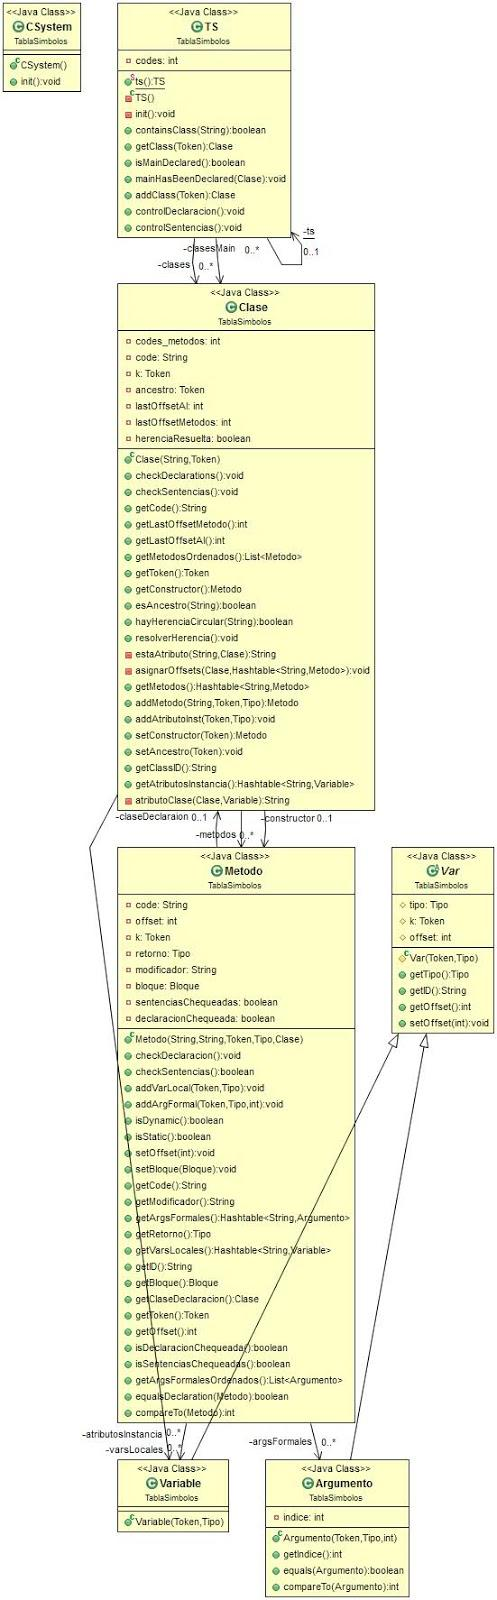 <<Java Class>>
CSystem
TablaSimbolos
CSystem()
init():void
<<Java Class>>
TS
TablaSimbolos
codes: int
ts():TS
TS()
init():void
containsClass(String):boolean
getClass(Token):Clase
isMainDeclared():boolean
mainHasBeenDeclared(Clase):void
addClass(Token):Clase
controlDeclaracion():void
controlSentencias():void
-ts
0..1
-clasesMain 0..*
-clases 0..*
<<Java Class>>
Clase
TablaSimbolos
codes_metodos: int
code: String
k: Token
ancestro: Token
lastOffsetAI: int
lastOffsetMetodos: int
herenciaResuelta: boolean
Clase(String,Token)
checkDeclarations():void
checkSentencias():void
getCode():String
getLastOffsetMetodo():int
getLastOffsetAI():int
getMetodosOrdenados():List<Metodo>
getToken():Token
getConstructor():Metodo
esAncestro(String):boolean
hayHerenciaCircular(String):boolean
resolverHerencia():void
estaAtributo(String,Clase):String
asignarOffsets(Clase,Hashtable<String,Metodo>):void
getMetodos():Hashtable<String,Metodo>
addMetodo(String,Token,Tipo):Metodo
addAtributoInst(Token,Tipo):void
setConstructor(Token):Metodo
setAncestro(Token):void
getClassID():String
getAtributosInstancia():Hashtable<String,Variable>
atributoClase(Clase,Variable):String
-claseDeclaraion 0..1
-constructor 0..1
-metodos 0..*
<<Java Class>>
Metodo
TablaSimbolos
code: String
offset: int
k: Token
retorno: Tipo
modificador: String
bloque: Bloque
sentenciasChequeadas: boolean
declaracionChequeada: boolean
Metodo(String,String,Token,Tipo,Clase)
checkDeclaracion():void
checkSentencias():boolean
addVarLocal(Token,Tipo):void
addArgFormal(Token,Tipo,int):void
isDynamic():boolean
isStatic():boolean
setOffset(int):void
setBloque(Bloque):void
getCode():String
getModificador():String
getArgsFormales():Hashtable<String,Argumento>
getRetorno():Tipo
getVarsLocales():Hashtable<String,Variable>
getID():String
getBloque():Bloque
getClaseDeclaracion():Clase
getToken():Token
getOffset():int
isDeclaracionChequeada():boolean
isSentenciasChequeadas():boolean
getArgsFormalesOrdenados():List<Argumento>
equalsDeclaration(Metodo):boolean
compareTo(Metodo):int
<<Java Class>>
Var
TablaSimbolos
tipo: Tipo
k: Token
offset: int
Var(Token,Tipo)
getTipo():Tipo
getID():String
getOffset():int
setOffset(int):void
-atributosInstancia 0..*
-varsLocales 0..*
-argsFormales 0..*
<<Java Class>>
Variable
TablaSimbolos
Variable(Token,Tipo)
<<Java Class>>
Argumento
TablaSimbolos
indice: int
Argumento(Token,Tipo,int)
getIndice():int
equals(Argumento):boolean
compareTo(Argumento):int